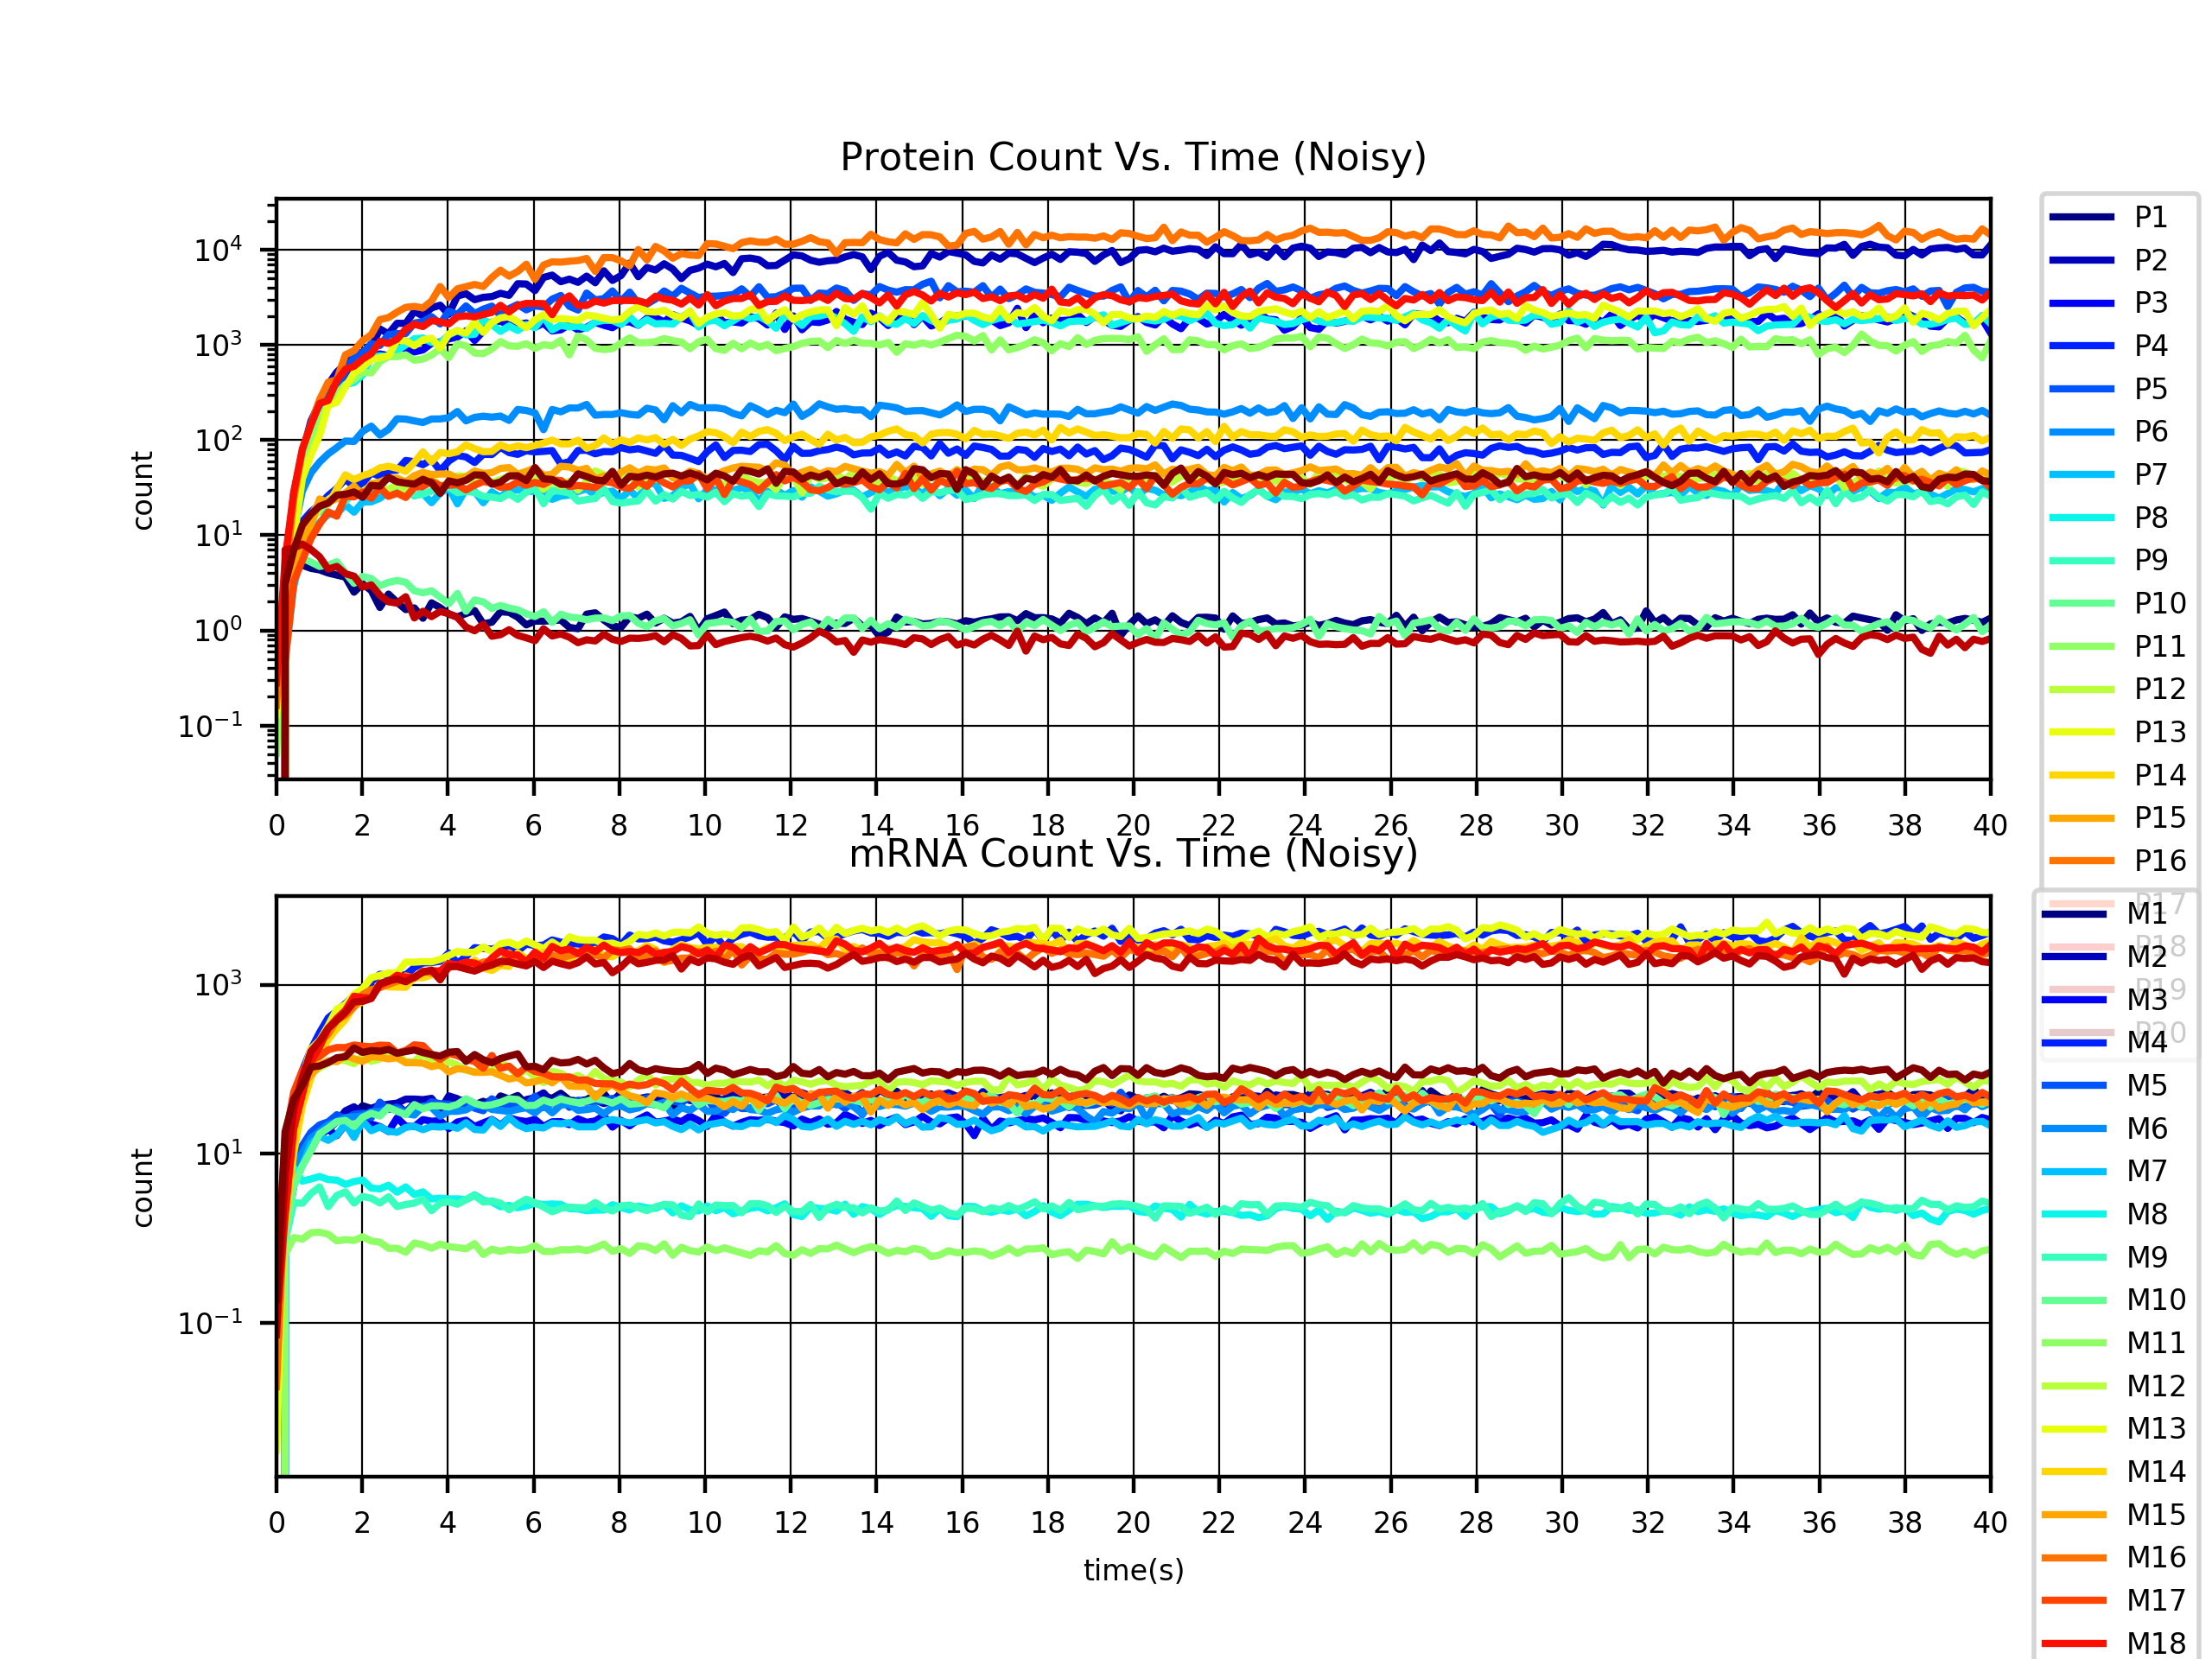 Protein Count Vs. Time (Noisy)
count
10⁴
10³
10²
10¹
10⁰
10⁻¹
0 2 4 6 8 10 12 14 16 18 20 22 24 26 28 30 32 34 36 38 40
P1
P2
P3
P4
P5
P6
P7
P8
P9
P10
P11
P12
P13
P14
P15
P16
P17
P18
P19
P20
mRNA Count Vs. Time (Noisy)
count
10³
10¹
10⁻¹
0 2 4 6 8 10 12 14 16 18 20 22 24 26 28 30 32 34 36 38 40
time(s)
M1
M2
M3
M4
M5
M6
M7
M8
M9
M10
M11
M12
M13
M14
M15
M16
M17
M18